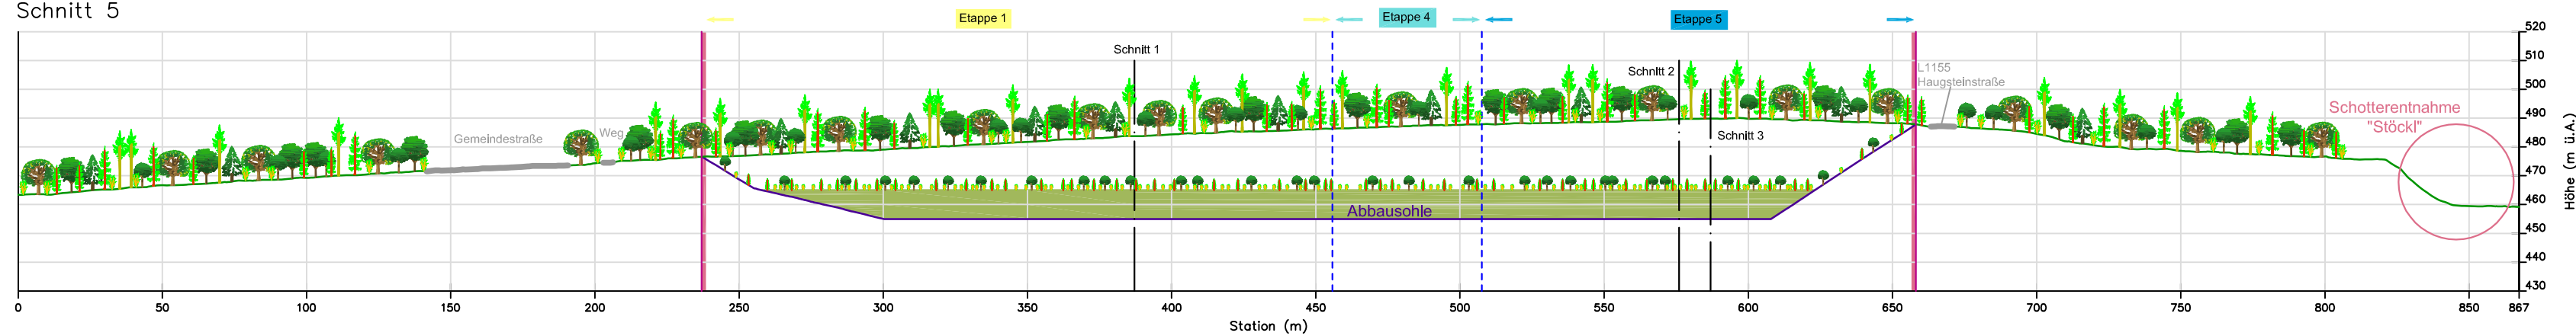 Schnitt 5
Etappe 1
Etappe 4
Etappe 5
Schnitt 1
Schnitt 2
Schnitt 3
L1155
Haugsteinstraße
Gemeindestraße
Weg
Schotterentnahme
"Stöckl"
Abbausohle
520
510
500
490
480
470
460
450
440
430
Höhe (m ü.A.)
0 50 100 150 200 250 300 350 400 450 500 550 600 650 700 750 800 850 867
Station (m)